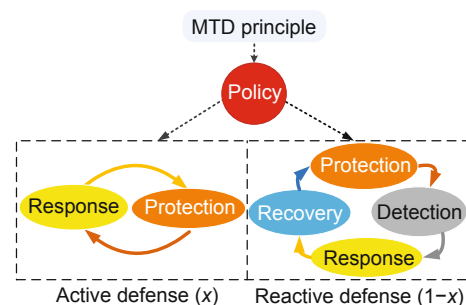 MTD principle
Policy
Response
Protection
Protection
Recovery
Detection
Response
Active defense (x)
Reactive defense (1−x)